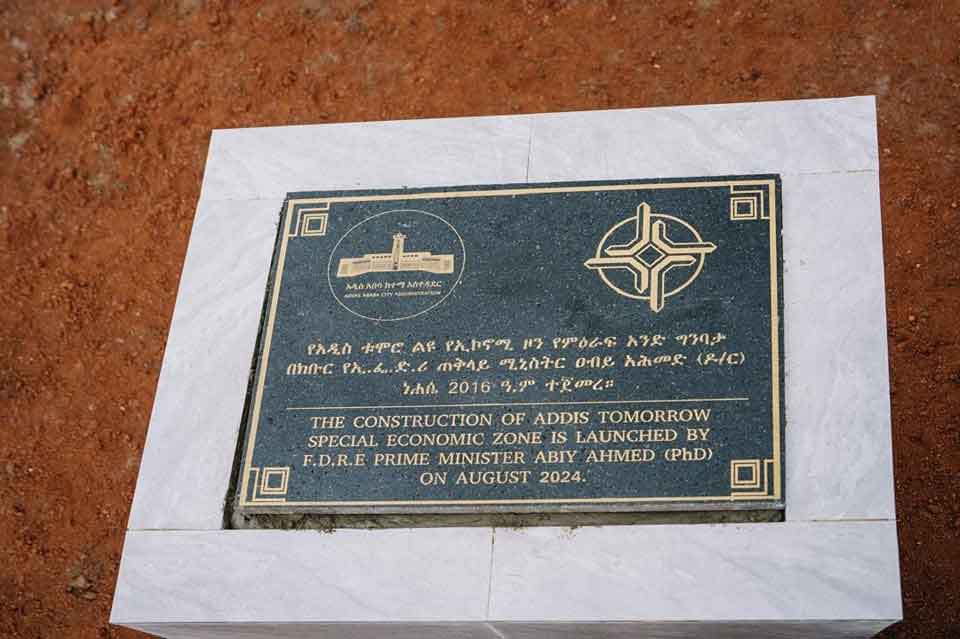 አዲስ አበባ ከተማ አስተዳደር
ADDIS ABABA CITY ADMINISTRATION
የአዲስ ቱሞሮ ልዩ የኢኮኖሚ ዞን የምዕራፍ አንድ ግንባታ
በክቡር የኢ.ፌ.ድ.ሪ ጠቅላይ ሚኒስትር ዐብይ አሕመድ (ዶ/ር)
ነሐሴ 2016 ዓ.ም ተጀመረ።
THE CONSTRUCTION OF ADDIS TOMORROW
SPECIAL ECONOMIC ZONE IS LAUNCHED BY
F.D.R.E PRIME MINISTER ABIY AHMED (PhD)
ON AUGUST 2024.